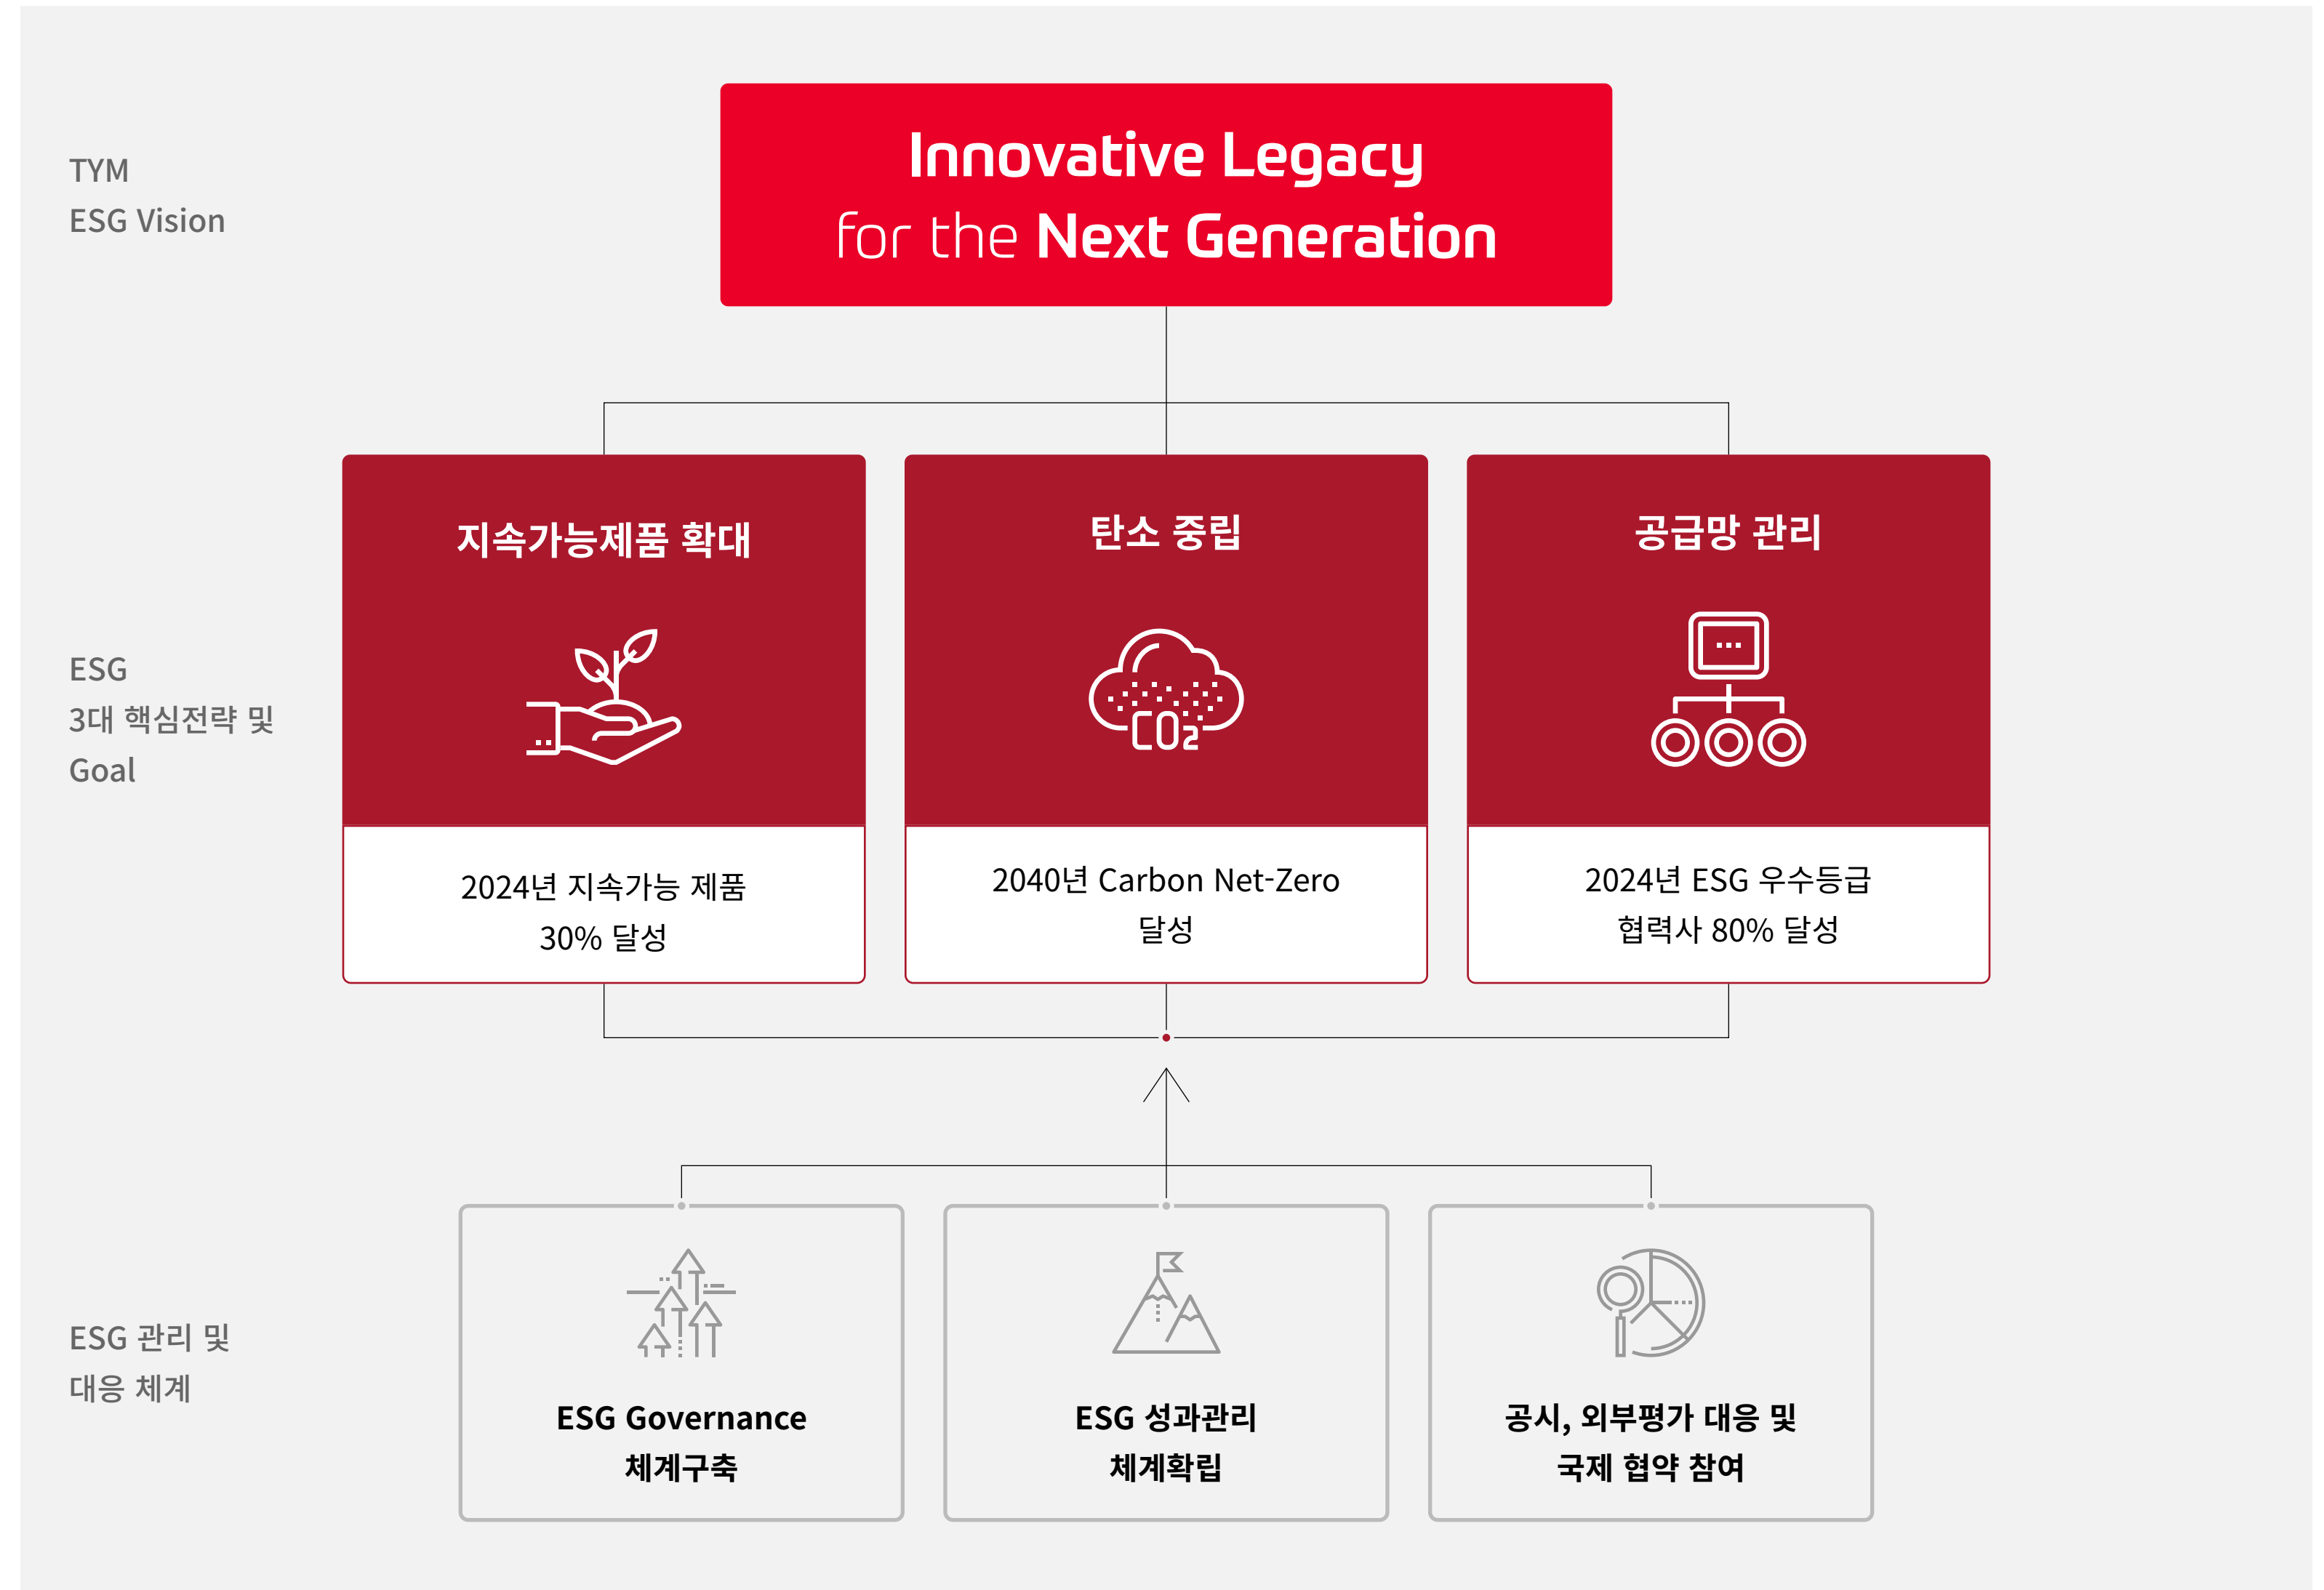 TYM
ESG Vision
Innovative Legacy
for the Next Generation
ESG
3대 핵심전략 및
Goal
지속가능제품 확대
2024년 지속가능 제품
30% 달성
탄소 중립
CO2
2040년 Carbon Net-Zero
달성
공급망 관리
2024년 ESG 우수등급
협력사 80% 달성
ESG 관리 및
대응 체계
ESG Governance
체계구축
ESG 성과관리
체계확립
공시, 외부평가 대응 및
국제 협약 참여